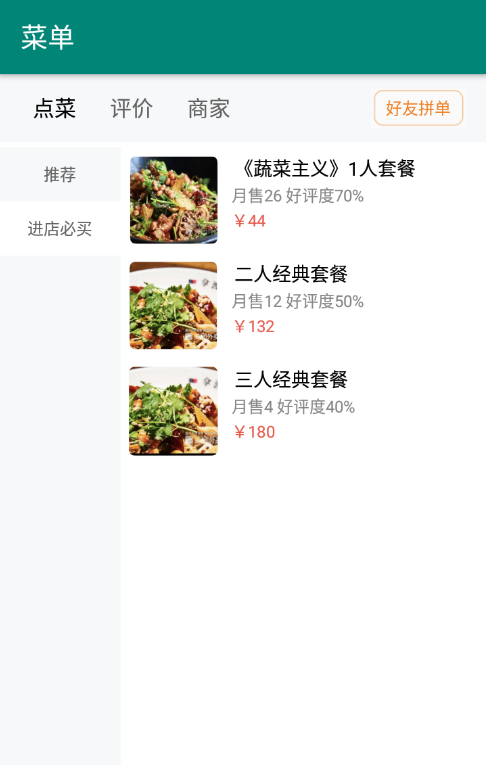 菜单
点菜 评价 商家 好友拼单
推荐
进店必买
《蔬菜主义》1人套餐
月售26 好评度70%
￥44
二人经典套餐
月售12 好评度50%
￥132
三人经典套餐
月售4 好评度40%
￥180